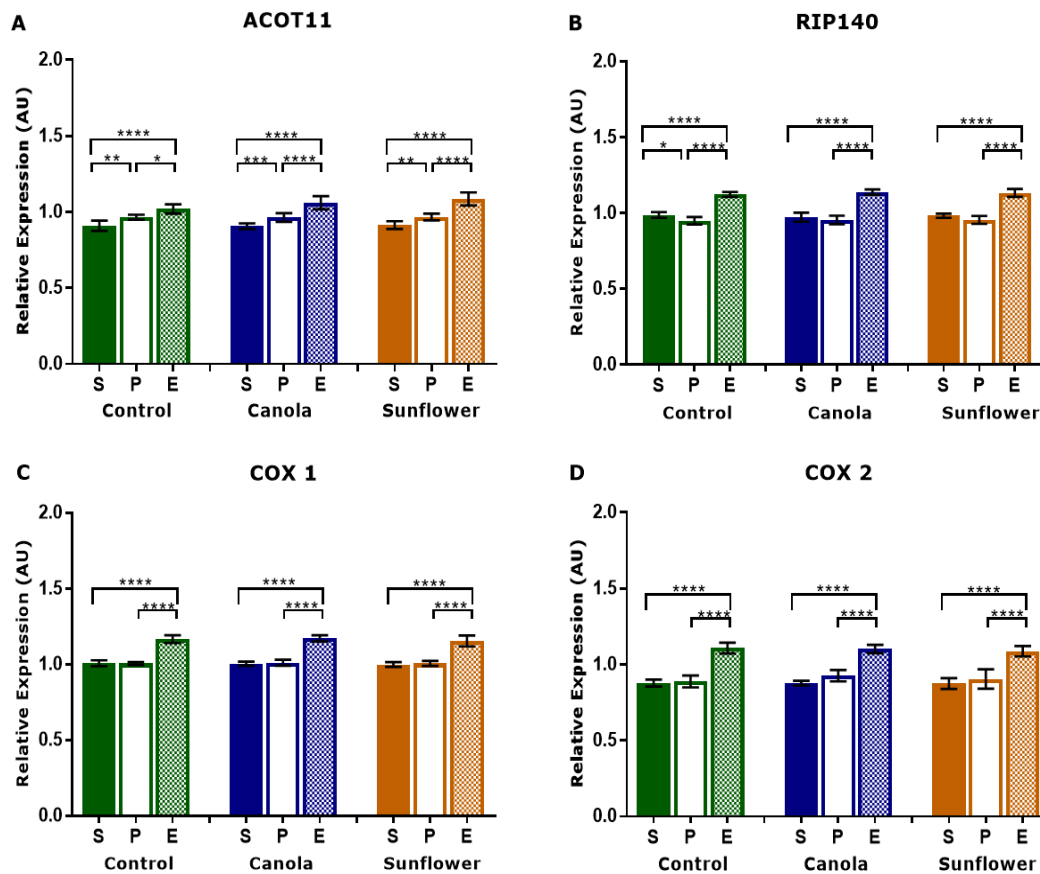 A
ACOT11
Relative Expression (AU)
2.0
1.5
1.0
0.5
0.0
**** **** ****
** * *** **** ** ****
S P E S P E S P E
Control Canola Sunflower
B
RIP140
Relative Expression (AU)
2.0
1.5
1.0
0.5
0.0
**** **** ****
* **** **** ****
S P E S P E S P E
Control Canola Sunflower
C
COX 1
Relative Expression (AU)
2.0
1.5
1.0
0.5
0.0
**** **** ****
**** **** ****
S P E S P E S P E
Control Canola Sunflower
D
COX 2
Relative Expression (AU)
2.0
1.5
1.0
0.5
0.0
**** **** ****
**** **** ****
S P E S P E S P E
Control Canola Sunflower